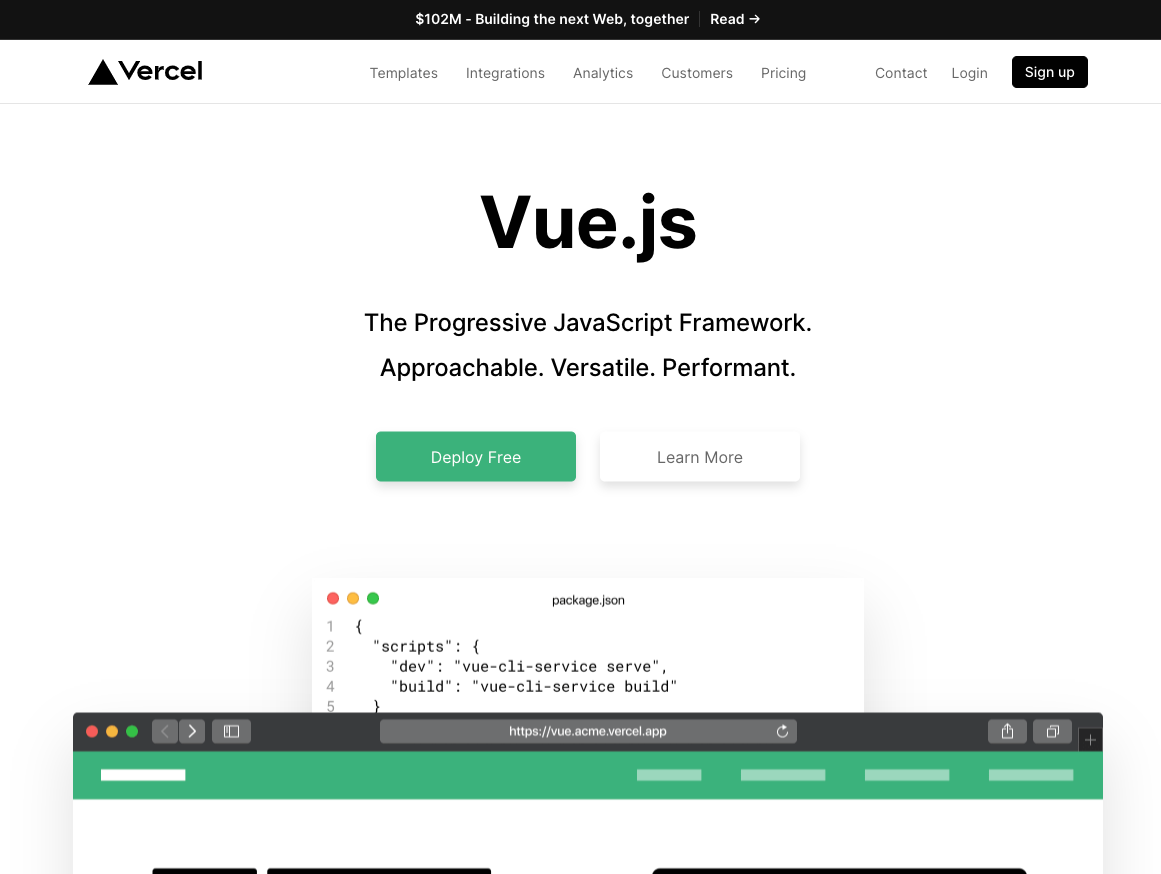 $102M - Building the next Web, together Read →
Vercel Templates Integrations Analytics Customers Pricing Contact Login Sign up
Vue.js
The Progressive JavaScript Framework.
Approachable. Versatile. Performant.
Deploy Free Learn More
package.json
1 {
2 "scripts": {
3 "dev": "vue-cli-service serve",
4 "build": "vue-cli-service build"
5 }
https://vue.acme.vercel.app